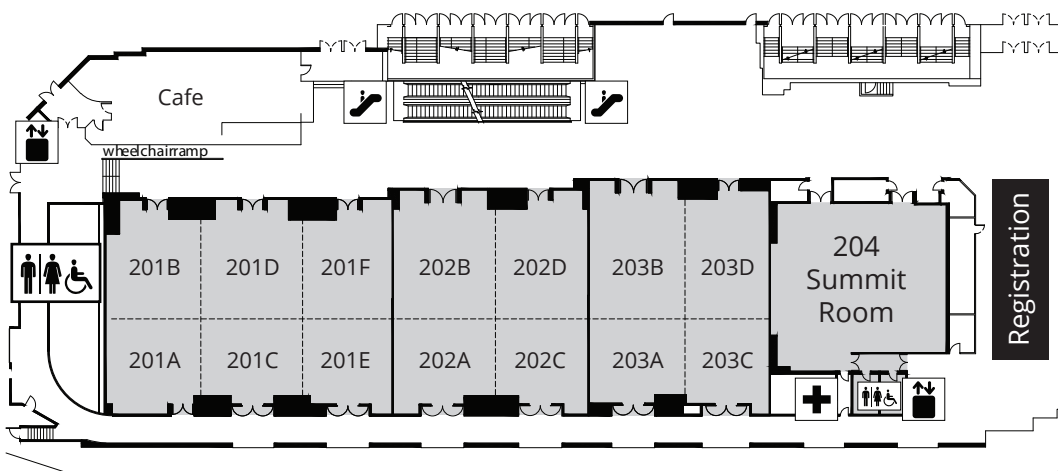 Cafe
wheelchairramp
201B
201D
201F
202B
202D
203B
203D
204
Summit
Room
Registration
201A
201C
201E
202A
202C
203A
203C